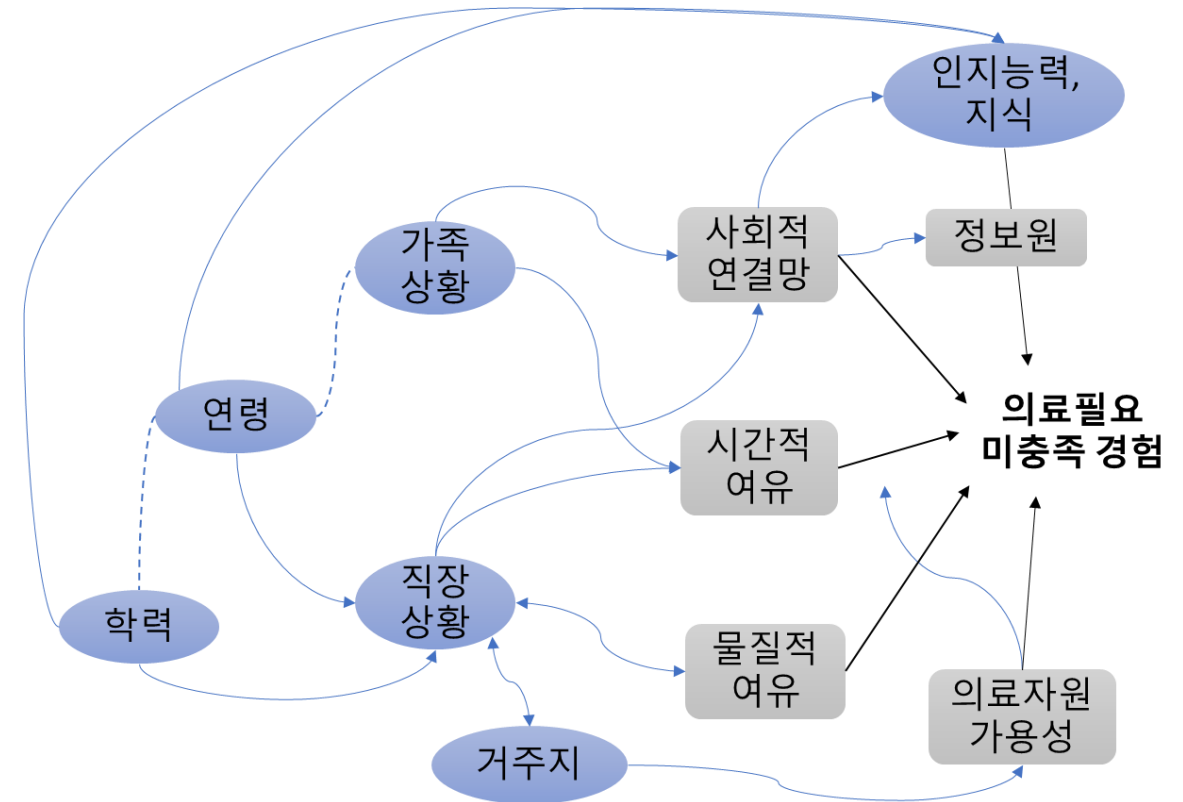 인지능력,
지식
가족
상황
사회적
연결망
정보원
연령
의료필요
미충족 경험
시간적
여유
학력
직장
상황
물질적
여유
의료자원
가용성
거주지